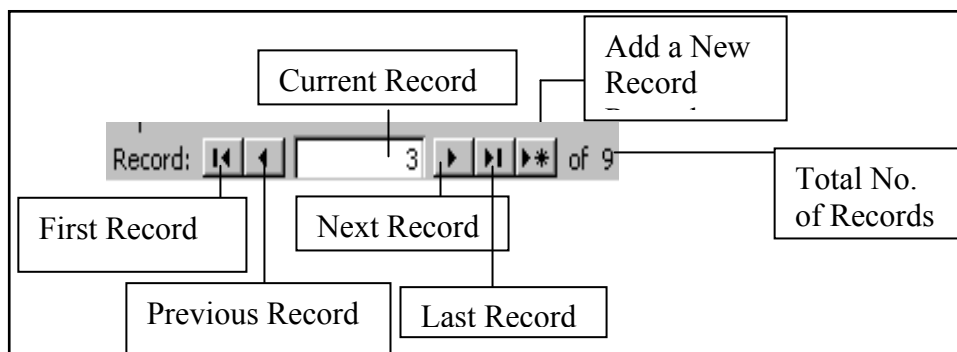 Add a New
Record
Current Record
Record: 3 of 9
Total No.
of Records
First Record
Next Record
Previous Record
Last Record